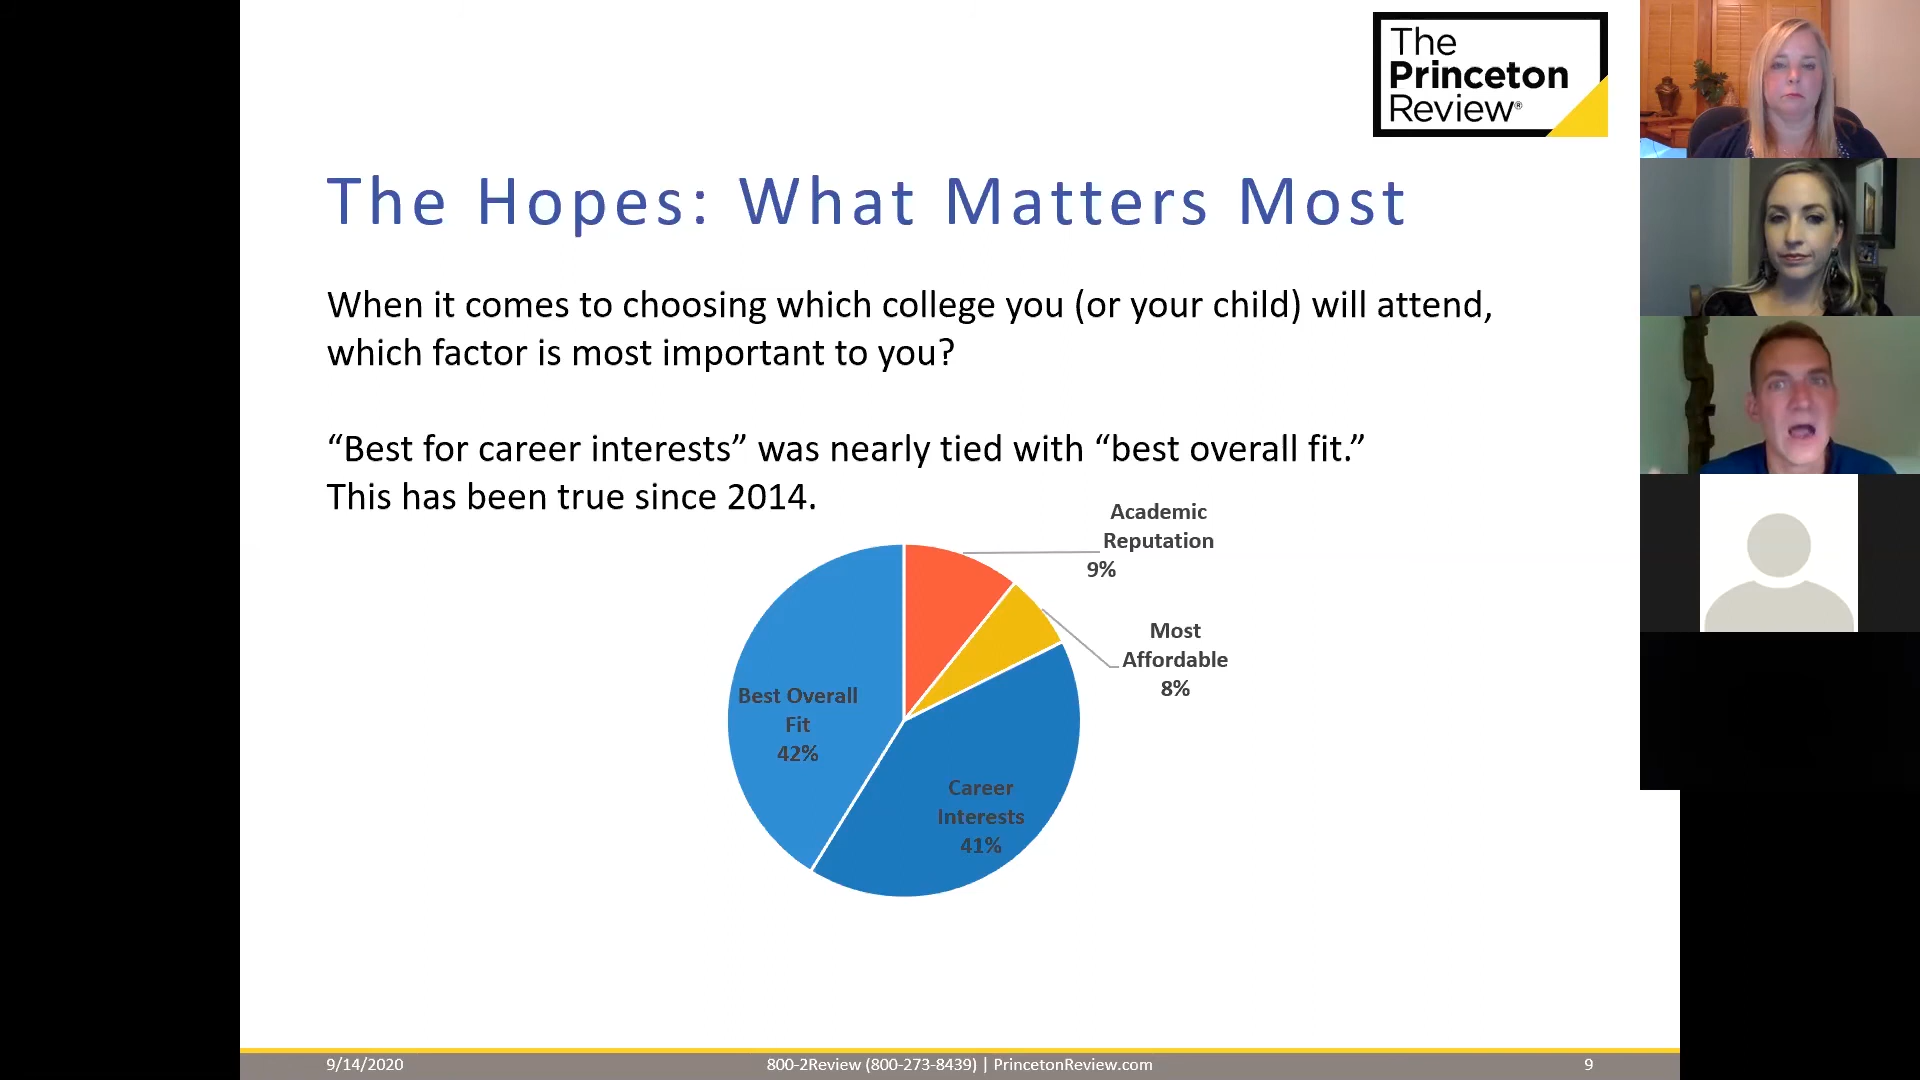 The
Princeton
Review®
The Hopes: What Matters Most
When it comes to choosing which college you (or your child) will attend,
which factor is most important to you?
“Best for career interests” was nearly tied with “best overall fit.”
This has been true since 2014.
Academic
Reputation
9%
Most
Affordable
8%
Best Overall
Fit
42%
Career
Interests
41%
9/14/2020
800-2Review (800-273-8439) | PrincetonReview.com
9